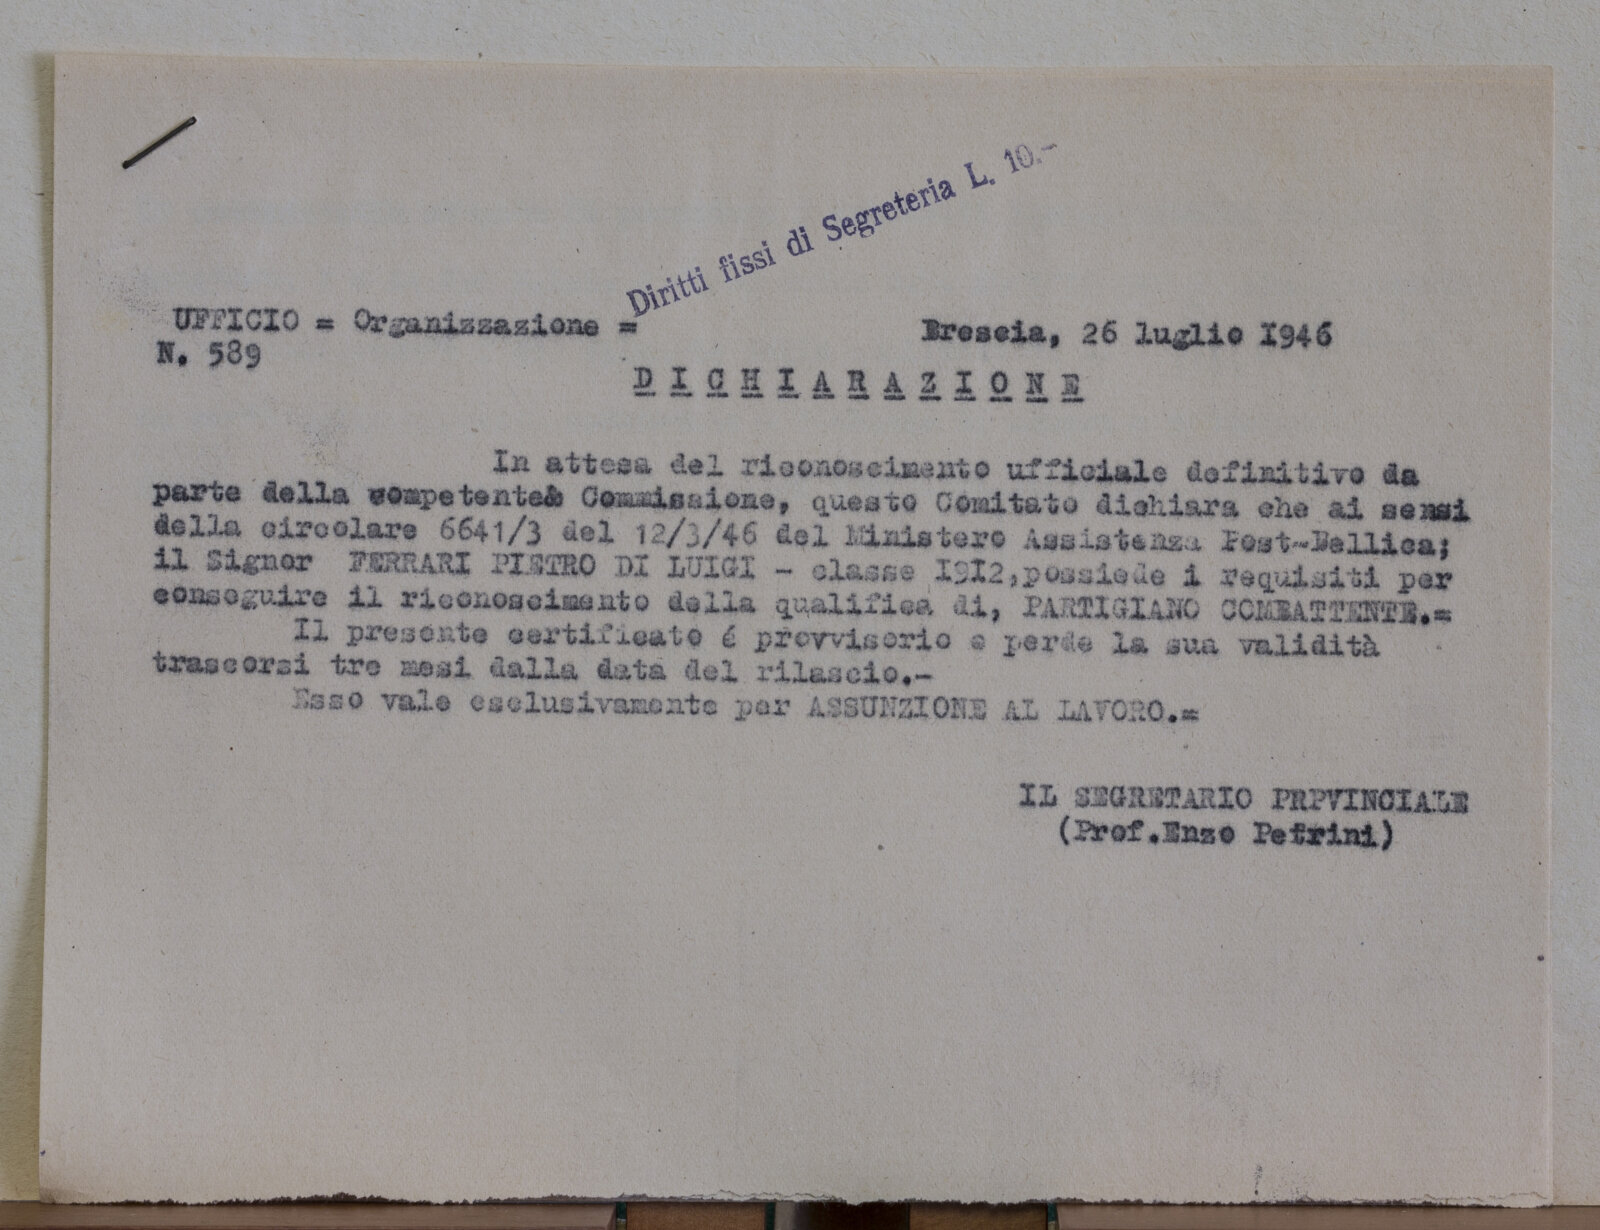 Diritti fissi di Segreteria L. 10.-
UFFICIO = Organizzazione =
Brescia, 26 luglio 1946
N. 589
DICHIARAZIONE
In attesa del riconoscimento ufficiale definitivo da
parte della competente Commissione, questo Comitato dichiara che ai sensi
della circolare 6641/3 del 12/3/46 del Ministero Assistenza Post-Bellica;
il Signor FERRARI PIETRO DI LUIGI - classe 1912,possiede i requisiti per
conseguire il riconoscimento della qualifica di, PARTIGIANO COMBATTENTE.=
Il presente certificato é provvisorio e perde la sua validità
trascorsi tre mesi dalla data del rilascio.-
Esso vale esclusivamente per ASSUNZIONE AL LAVORO.=
IL SEGRETARIO PRPVINCIALE
(Prof.Enzo Petrini)